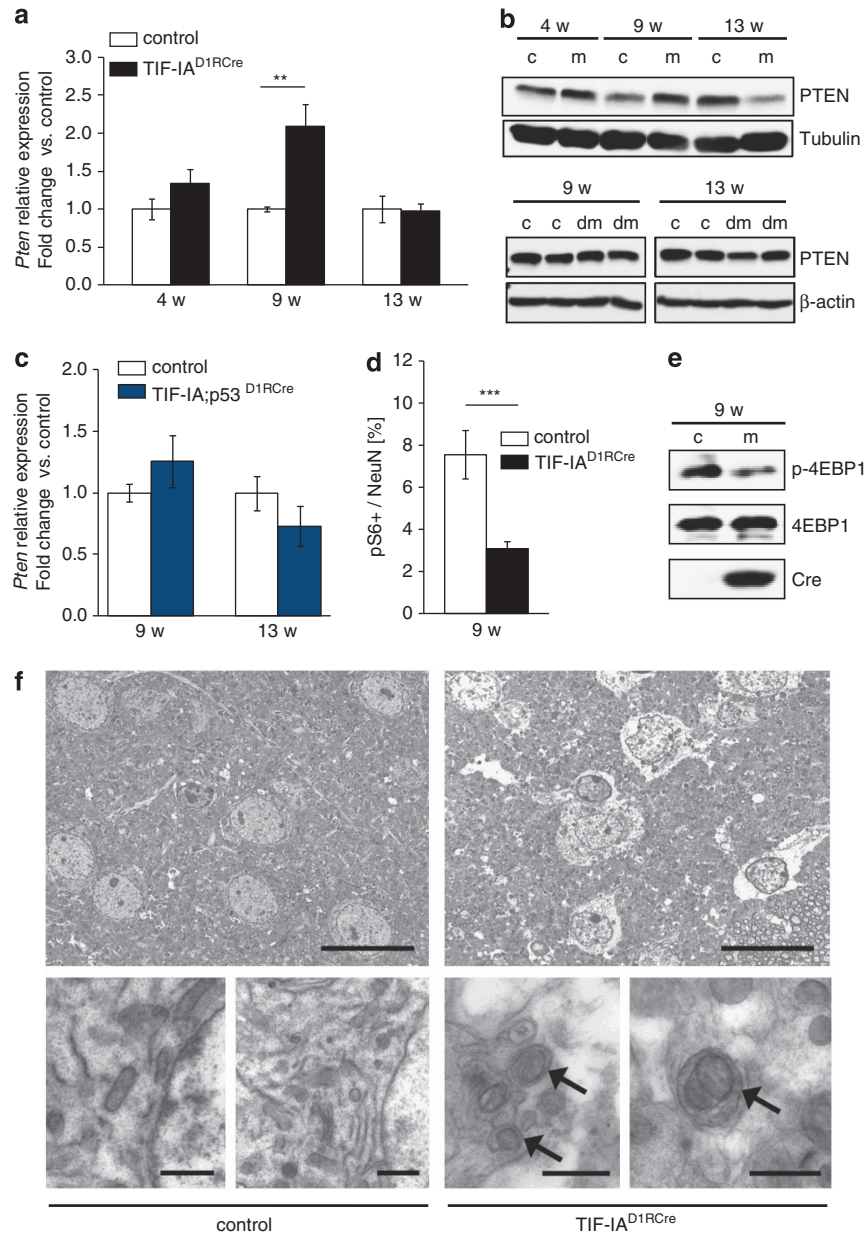 a
control
TIF-IA^D1RCre
Pten relative expression
Fold change vs. control
3.0
2.5
2.0
1.5
1.0
0.5
0.0
**
4 w
9 w
13 w
b
4 w 9 w 13 w
c m c m c m
PTEN
Tubulin
9 w 13 w
c c dm dm c c dm dm
PTEN
β-actin
c
control
TIF-IA;p53 ^D1RCre
Pten relative expression
Fold change vs. control
2.0
1.5
1.0
0.5
0.0
9 w
13 w
d
pS6+ / NeuN [%]
12
10
8
6
4
2
0
***
control
TIF-IA^D1RCre
9 w
e
9 w
c m
p-4EBP1
4EBP1
Cre
f
control
TIF-IA^D1RCre